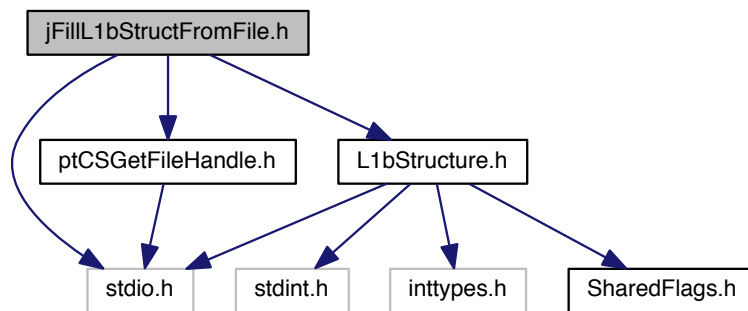 jFillL1bStructFromFile.h
ptCSGetFileHandle.h
L1bStructure.h
stdio.h
stdint.h
inttypes.h
SharedFlags.h